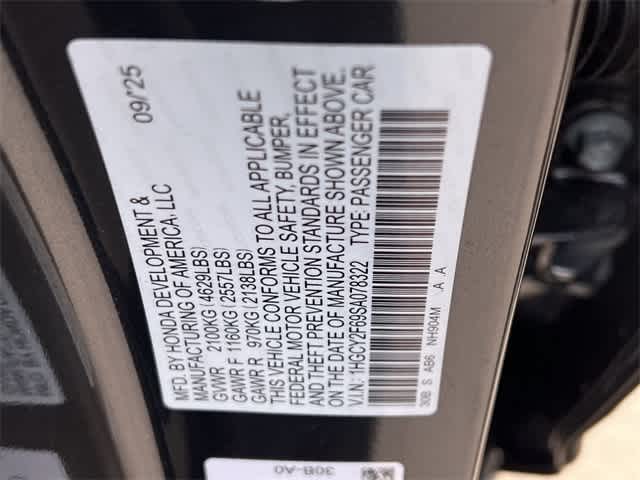 09/25
MFD. BY HONDA DEVELOPMENT &
MANUFACTURING OF AMERICA, LLC
GVWR 2100KG(4629LBS)
GAWR F 1160KG(2557LBS)
GAWR R 970KG(2138LBS)
THIS VEHICLE CONFORMS TO ALL APPLICABLE
FEDERAL MOTOR VEHICLE SAFETY, BUMPER,
AND THEFT PREVENTION STANDARDS IN EFFECT
ON THE DATE OF MANUFACTURE SHOWN ABOVE.
V.I.N.: 1HGCY2F69SA078322 TYPE:PASSENGER CAR
30B S AB6 NH904M A A
30B-A0